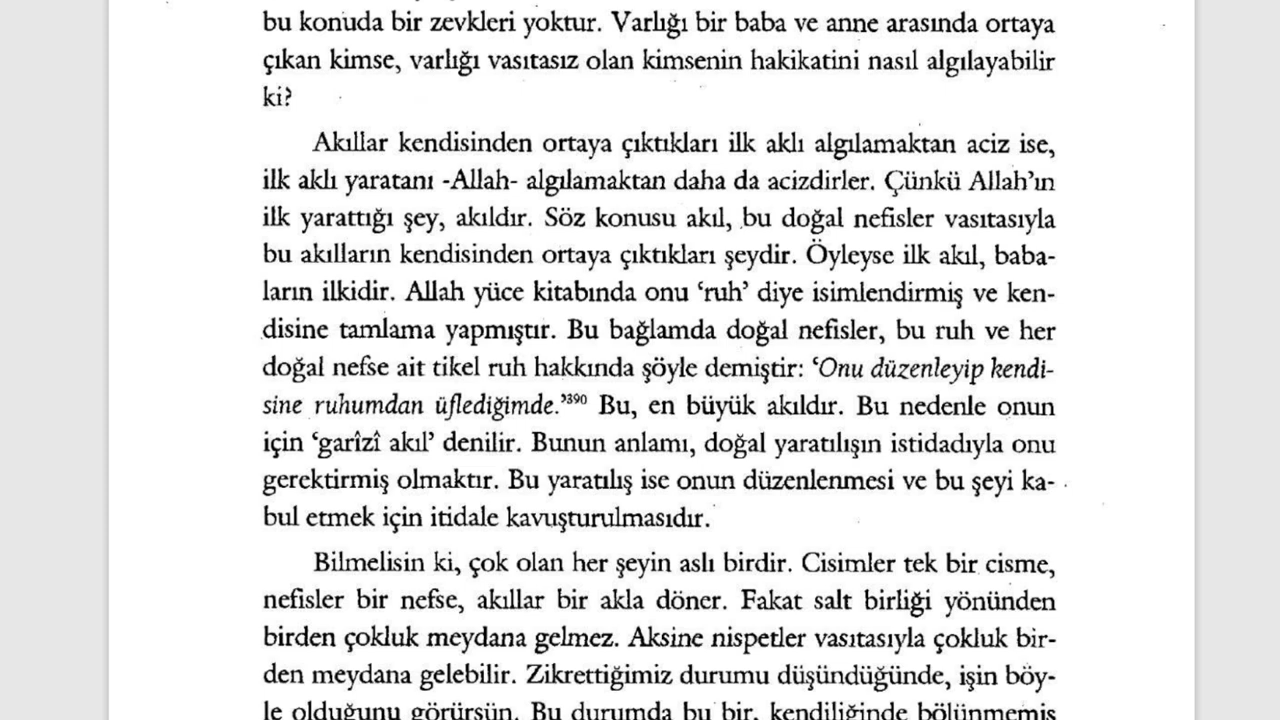 bu konuda bir zevkleri yoktur. Varlığı bir baba ve anne arasında ortaya
çıkan kimse, varlığı vasıtasız olan kimsenin hakikatini nasıl algılayabilir
ki?
Akıllar kendisinden ortaya çıktıkları ilk aklı algılamaktan aciz ise,
ilk aklı yaratanı -Allah- algılamaktan daha da acizdirler. Çünkü Allah’ın
ilk yarattığı şey, akıldır. Söz konusu akıl, bu doğal nefisler vasıtasıyla
bu akılların kendisinden ortaya çıktıkları şeydir. Öyleyse ilk akıl, baba-
ların ilkidir. Allah yüce kitabında onu ‘ruh’ diye isimlendirmiş ve ken-
disine tamlama yapmıştır. Bu bağlamda doğal nefisler, bu ruh ve her
doğal nefse ait tikel ruh hakkında şöyle demiştir: ‘Onu düzenleyip kendi-
sine ruhumdan üflediğimde.’³⁹⁰ Bu, en büyük akıldır. Bu nedenle onun
için ‘garîzî akıl’ denilir. Bunun anlamı, doğal yaratılışın istidadıyla onu
gerektirmiş olmaktır. Bu yaratılış ise onun düzenlenmesi ve bu şeyi ka-
bul etmek için itidale kavuşturulmasıdır.
Bilmelisin ki, çok olan her şeyin aslı birdir. Cisimler tek bir cisme,
nefisler bir nefse, akıllar bir akla döner. Fakat salt birliği yönünden
birden çokluk meydana gelmez. Aksine nispetler vasıtasıyla çokluk bir-
den meydana gelebilir. Zikrettiğimiz durumu düşündüğünde, işin böy-
le olduğunu görürsün. Bu durumda bu bir, kendiliğinde bölünmemiş